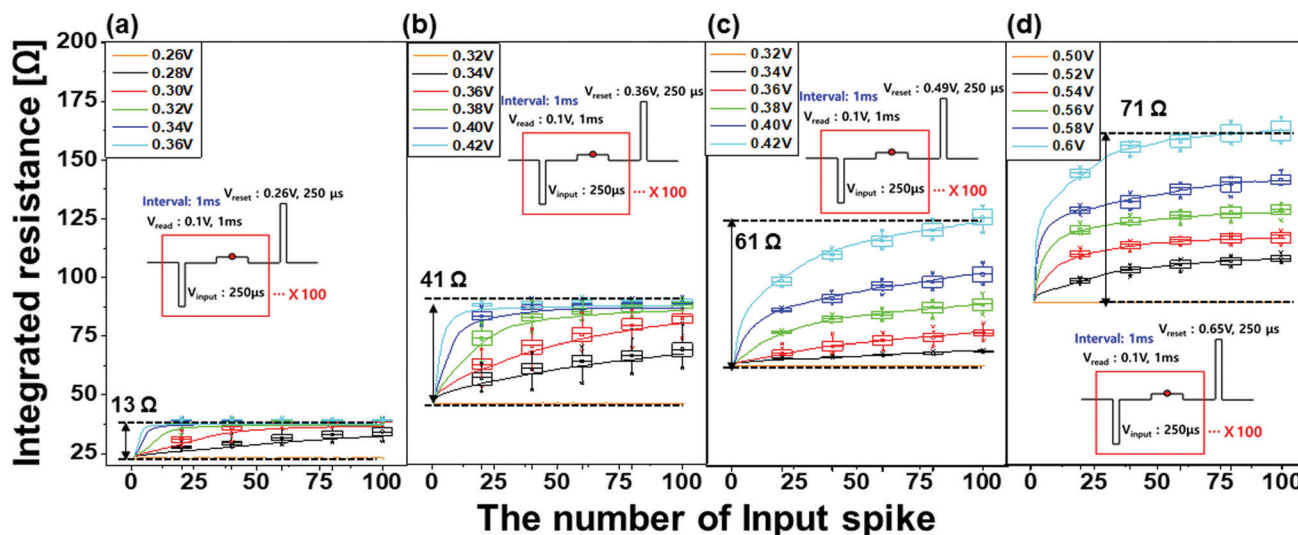 (a)
(b)
(c)
(d)
Integrated resistance [Ω]
200
175
150
125
100
75
50
25
0.26V
0.28V
0.30V
0.32V
0.34V
0.36V
Interval: 1ms
Vreset : 0.26V, 250 µs
Vread : 0.1V, 1ms
Vinput : 250µs
··· X 100
13 Ω
0 25 50 75 100
0.32V
0.34V
0.36V
0.38V
0.40V
0.42V
Vreset : 0.36V, 250 µs
Interval: 1ms
Vread : 0.1V, 1ms
Vinput : 250µs
··· X 100
41 Ω
0 25 50 75 100
0.32V
0.34V
0.36V
0.38V
0.40V
0.42V
Vreset : 0.49V, 250 µs
Interval: 1ms
Vread : 0.1V, 1ms
Vinput : 250µs
··· X 100
61 Ω
0 25 50 75 100
0.50V
0.52V
0.54V
0.56V
0.58V
0.6V
71 Ω
Vreset : 0.65V, 250 µs
Interval: 1ms
Vread : 0.1V, 1ms
Vinput : 250µs
··· X 100
0 25 50 75 100
The number of Input spike